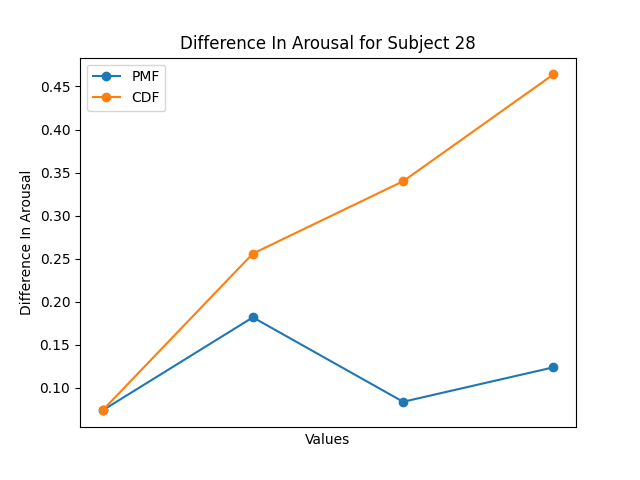 Difference In Arousal for Subject 28
PMF
CDF
0.45
0.40
0.35
0.30
0.25
0.20
0.15
0.10
Difference In Arousal
Values